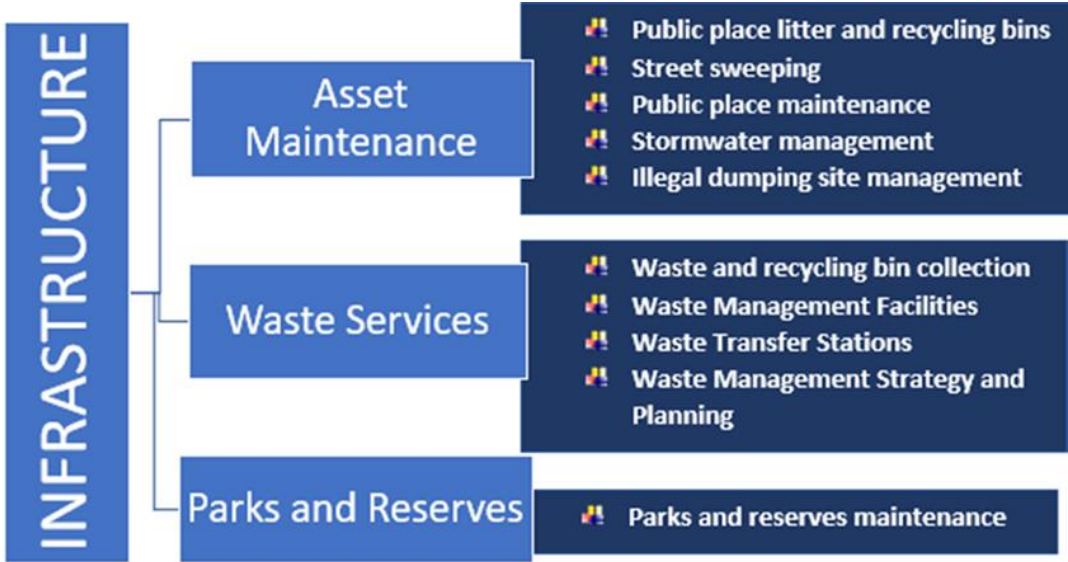 INFRASTRUCTURE
Asset
Maintenance
Public place litter and recycling bins
Street sweeping
Public place maintenance
Stormwater management
Illegal dumping site management
Waste Services
Waste and recycling bin collection
Waste Management Facilities
Waste Transfer Stations
Waste Management Strategy and
Planning
Parks and Reserves
Parks and reserves maintenance